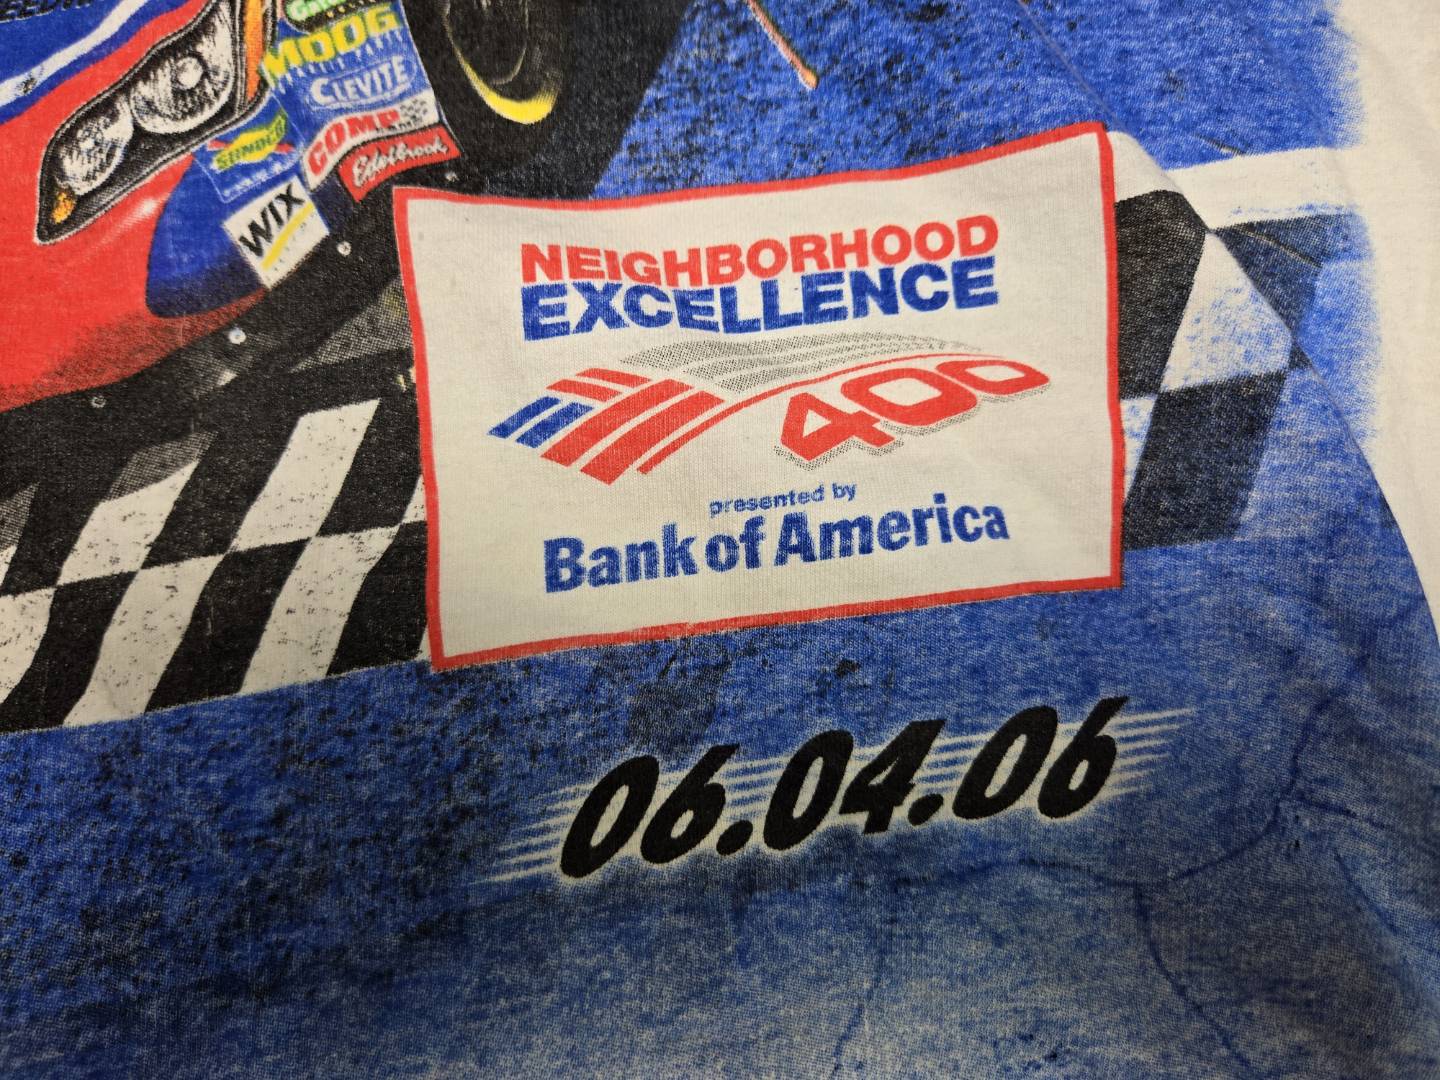 MOOG
CLEVITE
COMP
Edelbrock
SUNOCO
WIX
NEIGHBORHOOD
EXCELLENCE
400
presented by
Bank of America
06.04.06